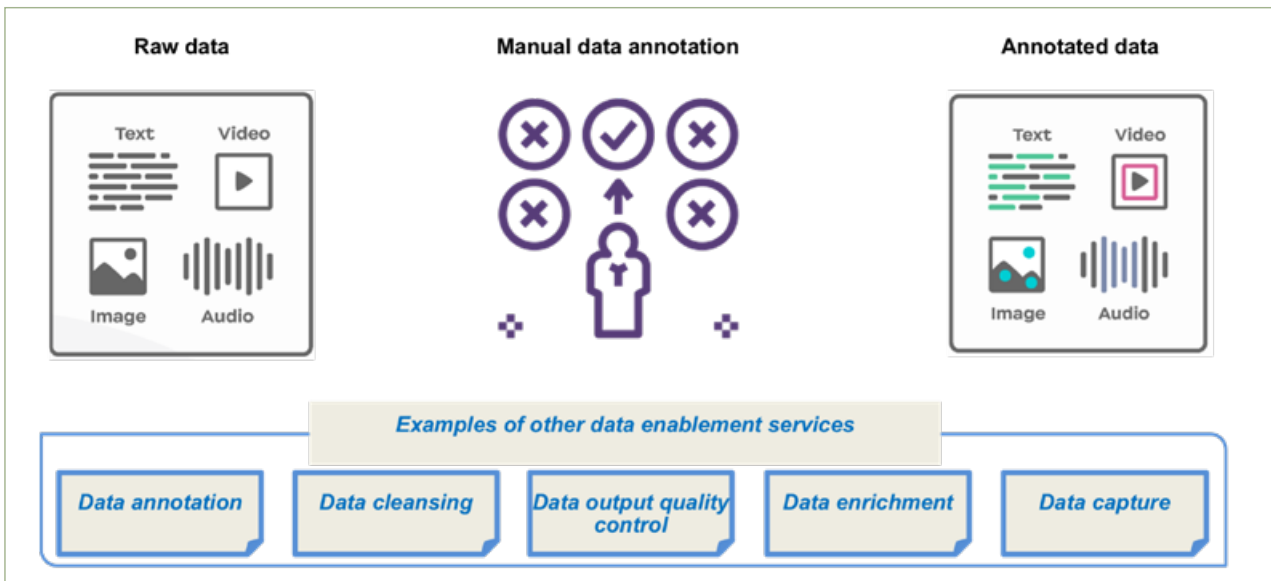 Raw data
Manual data annotation
Annotated data
Text Video
Image Audio
Text Video
Image Audio
Examples of other data enablement services
Data annotation
Data cleansing
Data output quality
control
Data enrichment
Data capture